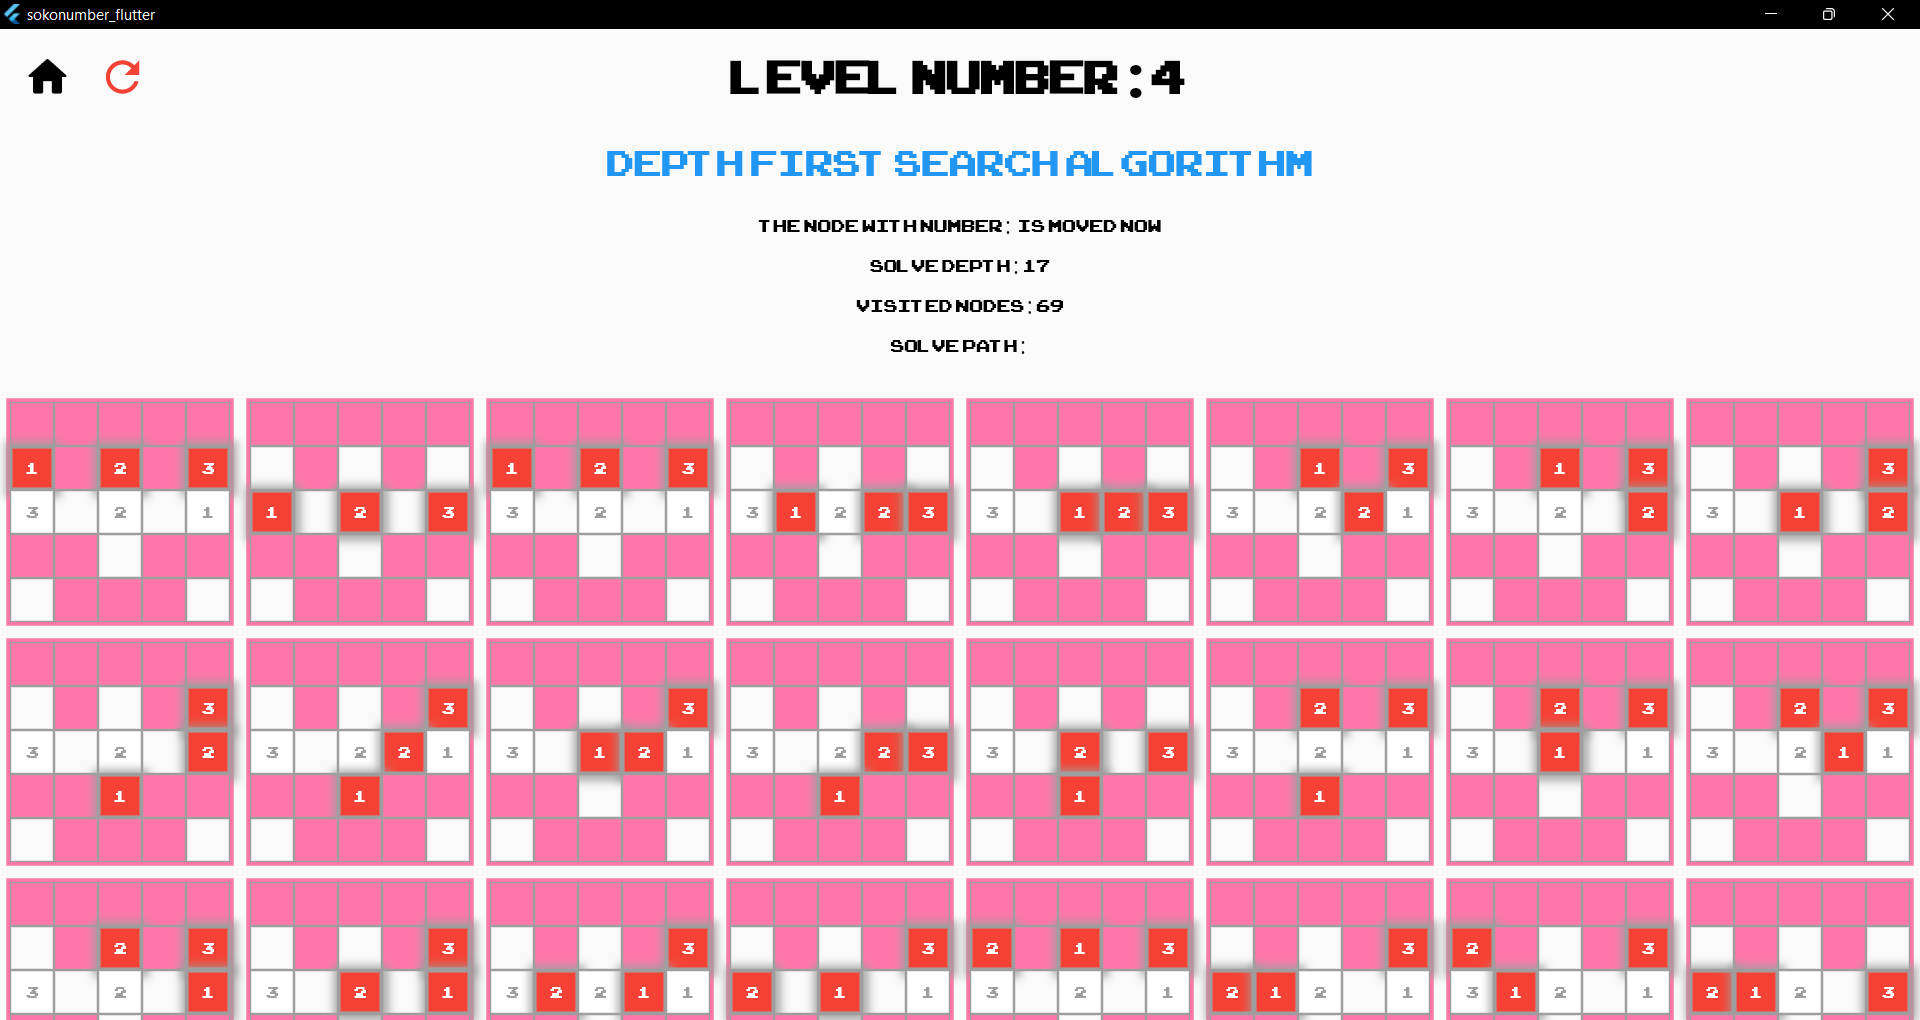 sokonumber_flutter
LEVEL NUMBER:4
DEPTH FIRST SEARCH ALGORITHM
THE NODE WITH NUMBER: IS MOVED NOW
SOLVE DEPTH:17
VISITED NODES:69
SOLVE PATH:
1 2 3 1 2 3 1 3 1 3 3
3 2 1 1 2 3 3 2 1 3 1 2 2 3 3 1 2 3 3 2 2 1 3 2 2 3 1 2
3 3 3 2 3 2 3 2 3
3 2 2 3 2 2 1 3 1 2 1 3 2 2 3 3 2 3 3 2 1 3 1 1 3 2 1 1
1 1 1 1 1
2 3 3 3 3 2 1 3 3 2 3
3 2 1 3 2 1 3 2 2 1 1 2 1 1 3 2 1 2 1 2 1 3 1 2 1 2 1 2 3